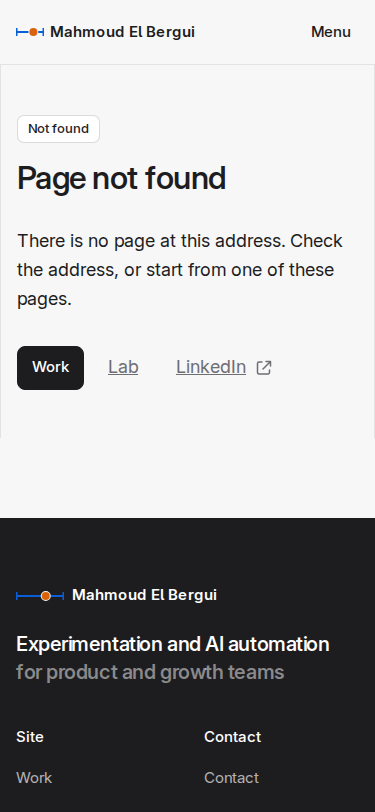 Mahmoud El Bergui
Menu
Not found
Page not found
There is no page at this address. Check
the address, or start from one of these
pages.
Work
Lab
LinkedIn
Mahmoud El Bergui
Experimentation and AI automation
for product and growth teams
Site
Contact
Work
Contact